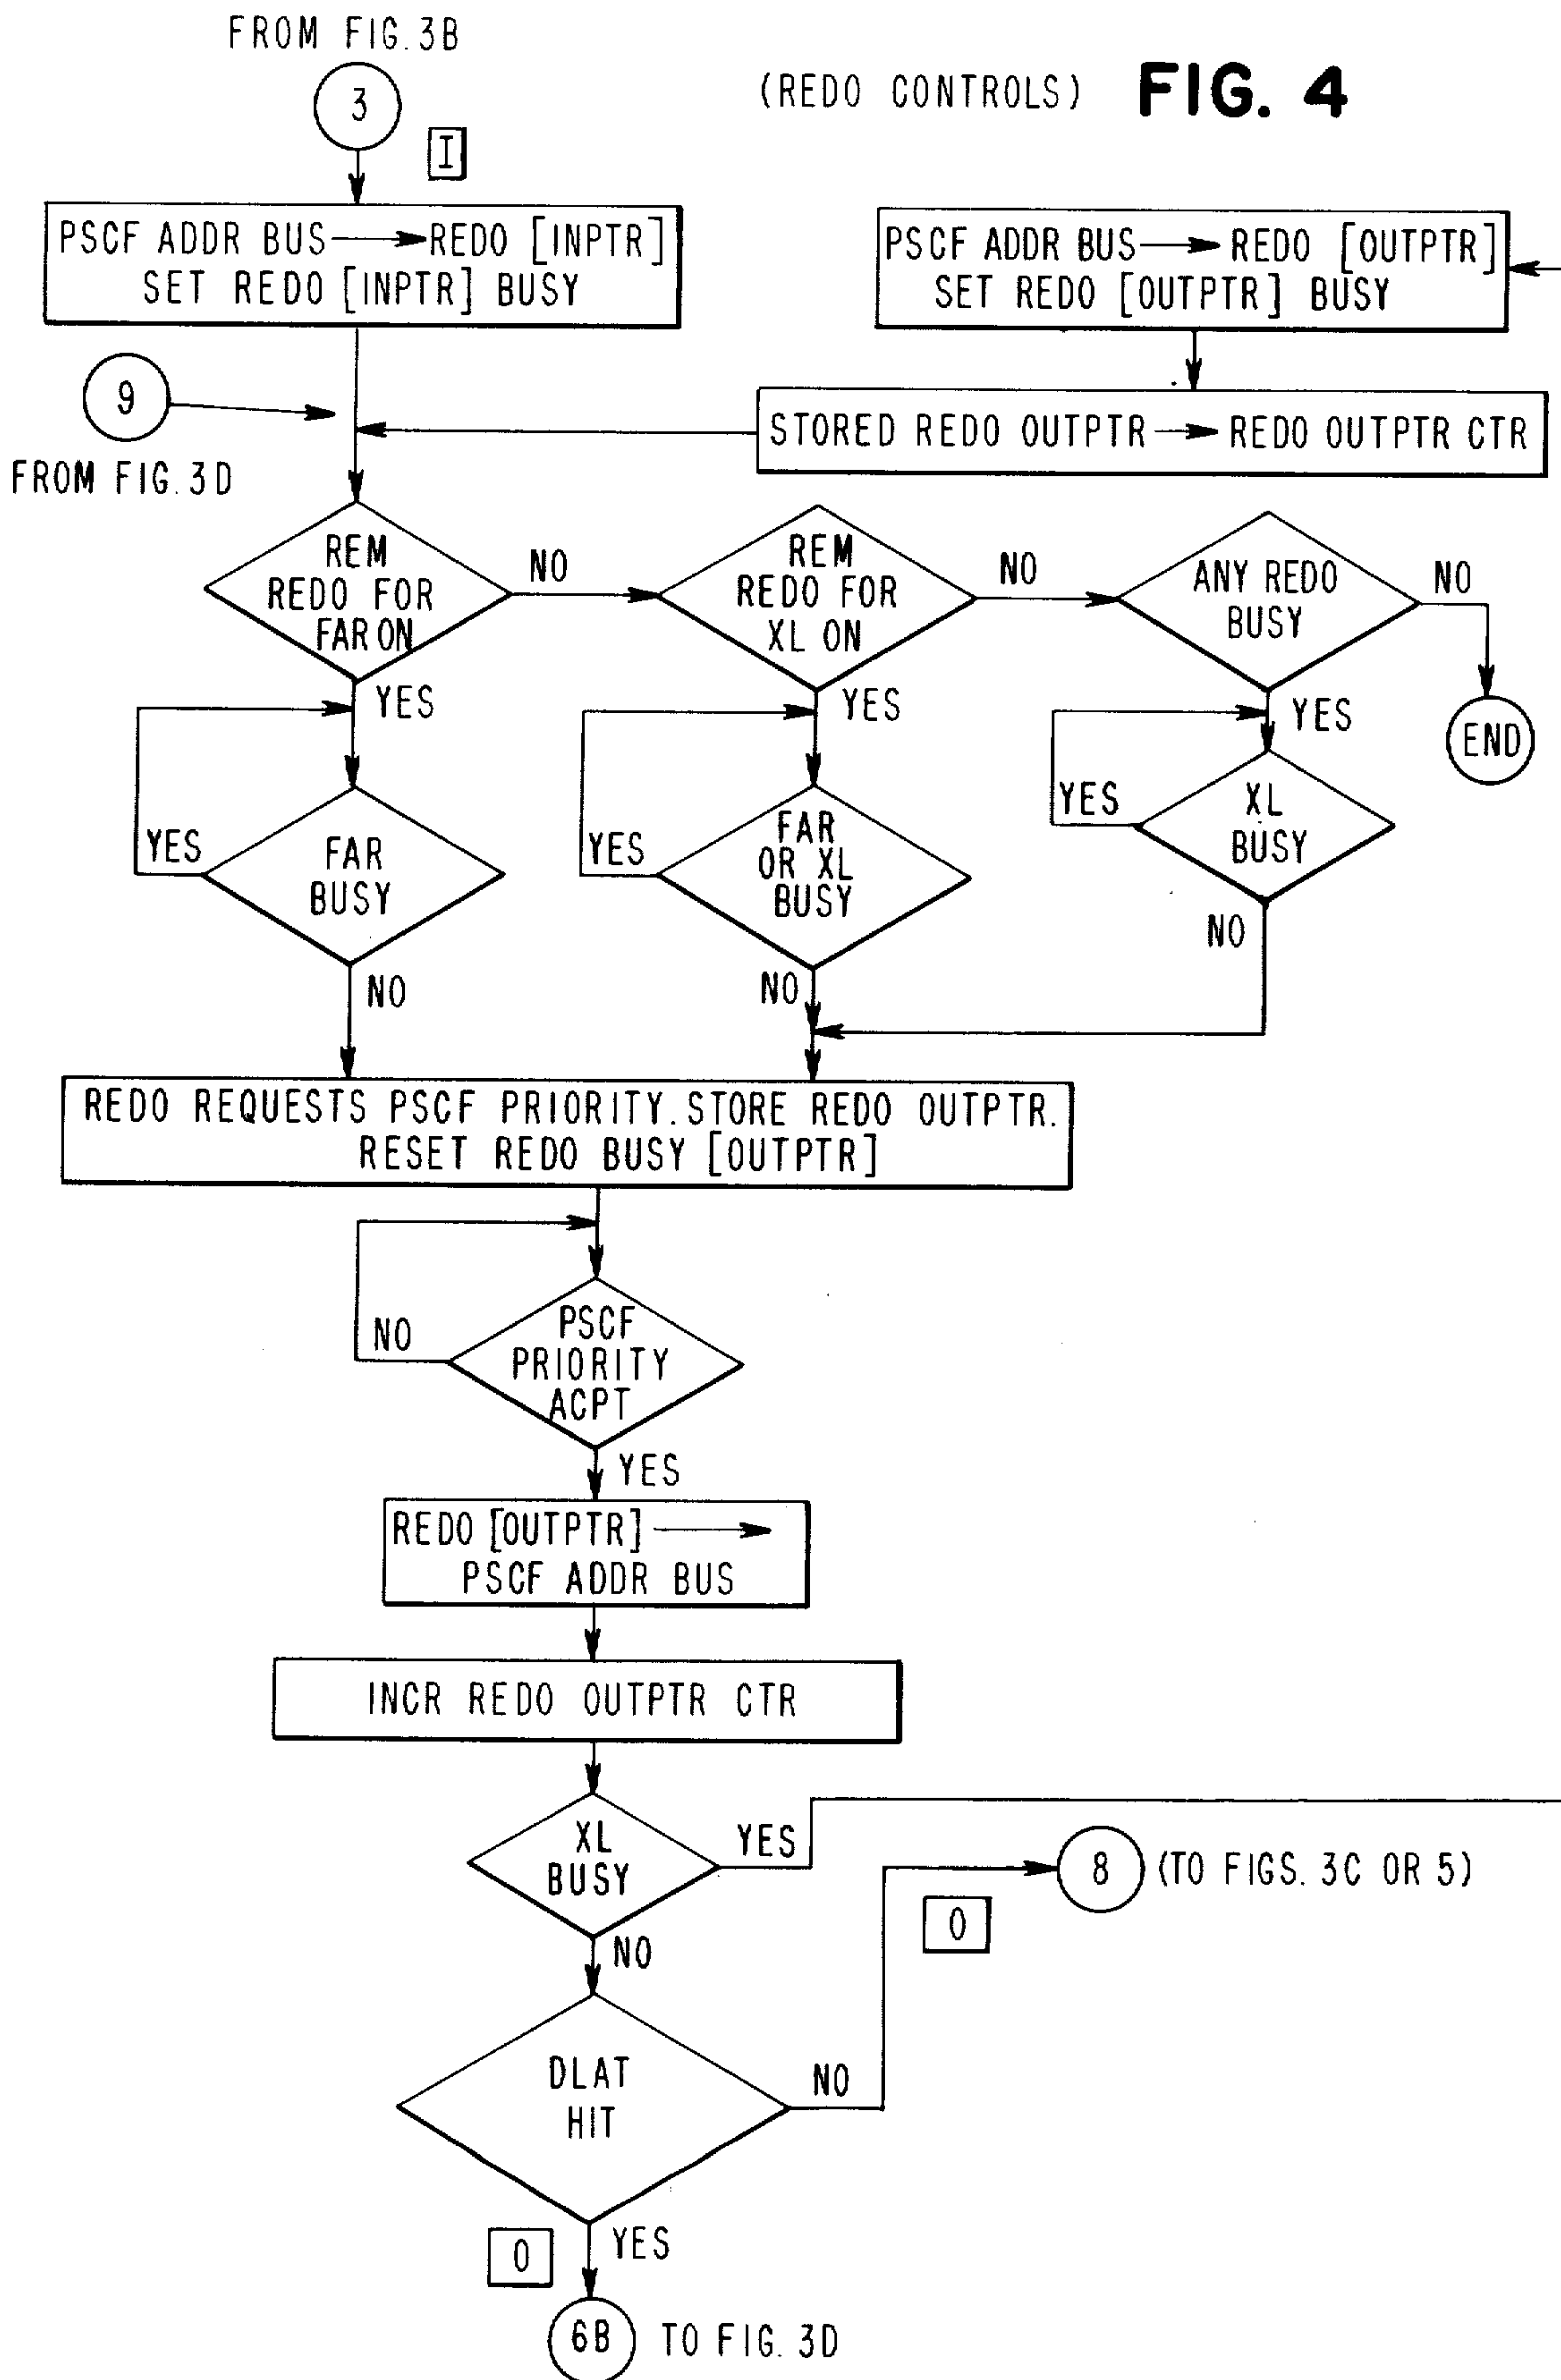 FROM FIG. 3B
(REDO CONTROLS) FIG. 4
3
I
PSCF ADDR BUS → REDO [INPTR]
SET REDO [INPTR] BUSY
PSCF ADDR BUS → REDO [OUTPTR]
SET REDO [OUTPTR] BUSY
9
FROM FIG. 3D
STORED REDO OUTPTR → REDO OUTPTR CTR
REM
REDO FOR
FAR ON
NO
REM
REDO FOR
XL ON
NO
ANY REDO
BUSY
NO
YES
YES
YES
END
FAR
BUSY
YES
FAR
OR XL
BUSY
YES
XL
BUSY
YES
NO
NO
NO
REDO REQUESTS PSCF PRIORITY. STORE REDO OUTPTR.
RESET REDO BUSY [OUTPTR]
PSCF
PRIORITY
ACPT
NO
YES
REDO [OUTPTR] →
PSCF ADDR BUS
INCR REDO OUTPTR CTR
XL
BUSY
YES
NO
8 (TO FIGS. 3C OR 5)
O
DLAT
HIT
NO
YES
O
6B TO FIG. 3D